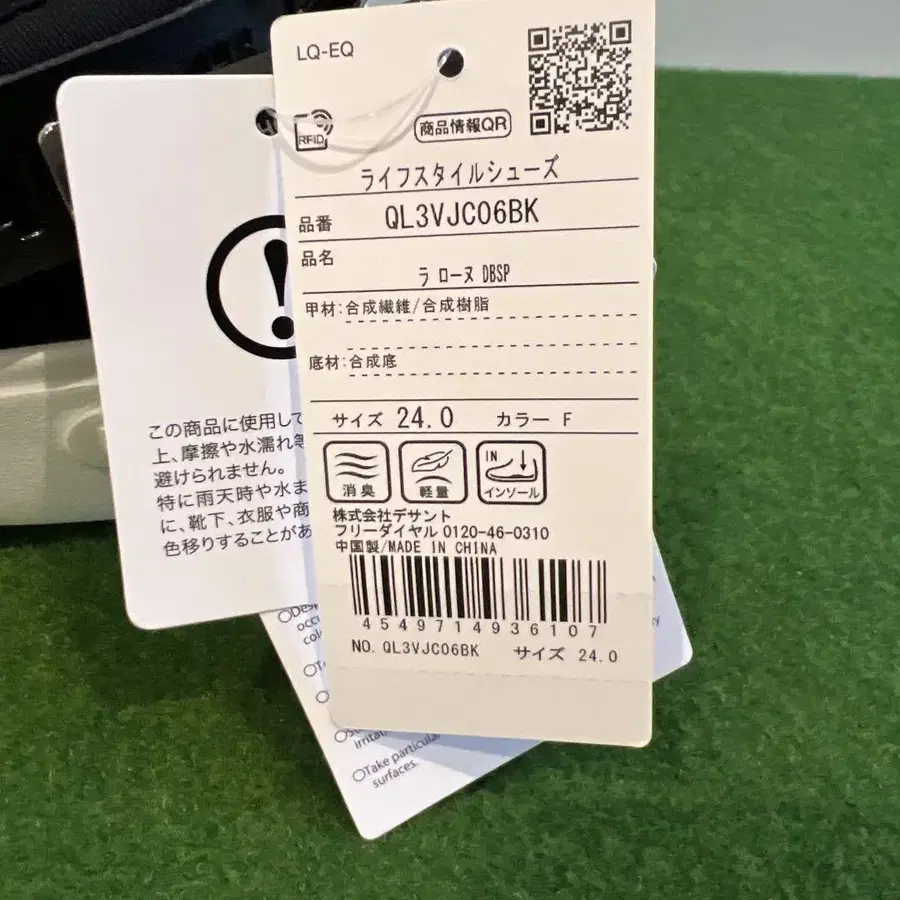 LQ-EQ
RFID
商品情報QR
ライフスタイルシューズ
品番 QL3VJC06BK
品名
ラ ローヌ DBSP
甲材:合成繊維/合成樹脂
底材:合成底
サイズ 24.0 カラー F
消臭
軽量
IN
インソール
株式会社デサント
フリーダイヤル 0120-46-0310
中国製/MADE IN CHINA
4549714936107
NO. QL3VJC06BK サイズ 24.0
!
この商品に使用して
上、摩擦や水濡れ等
避けられません。
特に雨天時や水ま
に、靴下、衣服や商
色移りすることがあ
○Take particular
surfaces.